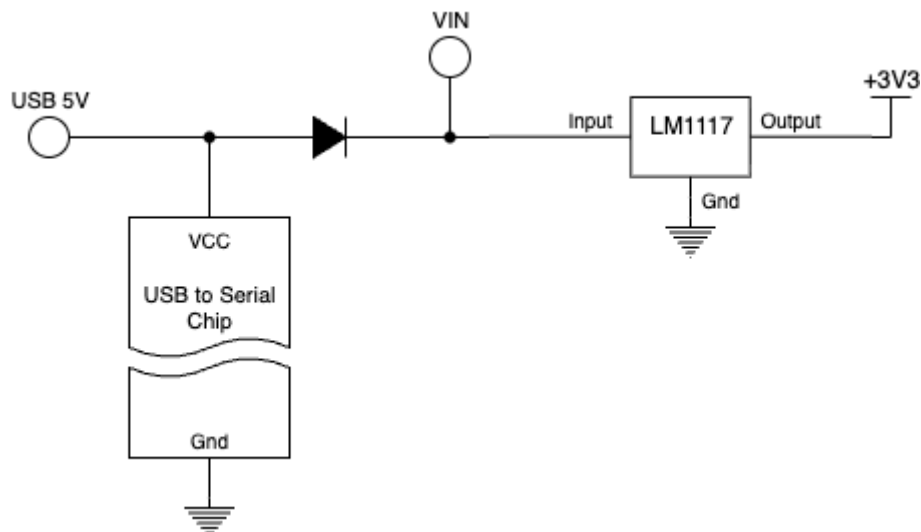 VIN
USB 5V
+3V3
Input
LM1117
Output
Gnd
VCC
USB to Serial
Chip
Gnd